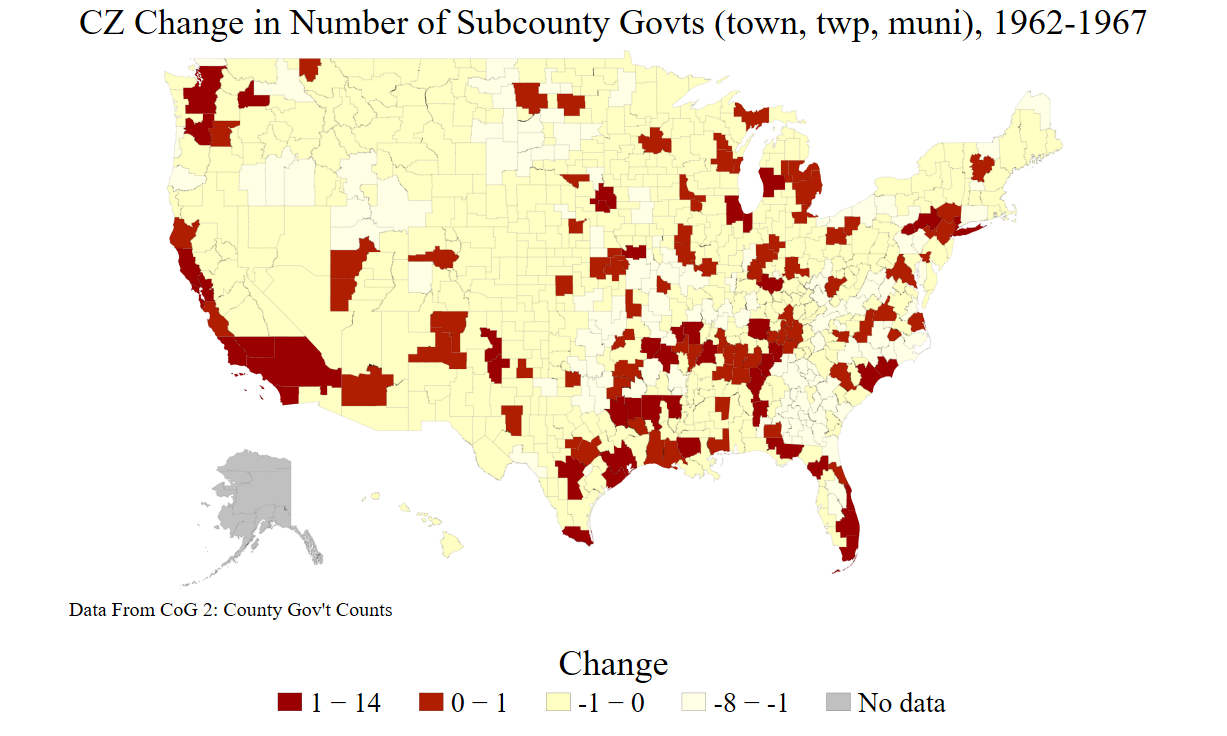 CZ Change in Number of Subcounty Govts (town, twp, muni), 1962-1967
Data From CoG 2: County Gov't Counts
Change
1 − 14 0 − 1 -1 − 0 -8 − -1 No data